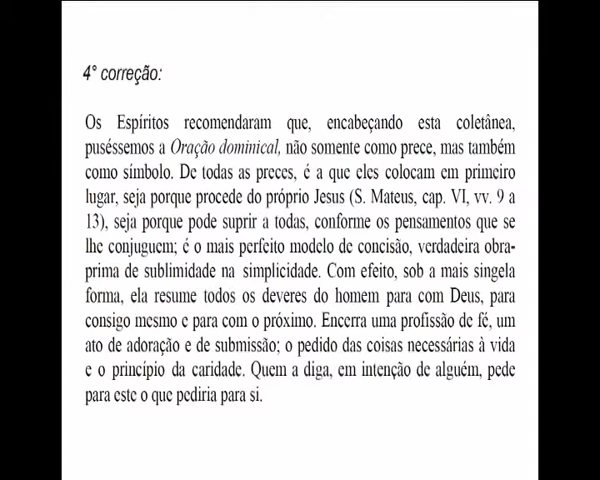 4° correção:
Os Espíritos recomendaram que, encabeçando esta coletânea,
puséssemos a Oração dominical, não somente como prece, mas também
como símbolo. De todas as preces, é a que eles colocam em primeiro
lugar, seja porque procede do próprio Jesus (S. Mateus, cap. VI, vv. 9 a
13), seja porque pode suprir a todas, conforme os pensamentos que se
lhe conjuguem; é o mais perfeito modelo de concisão, verdadeira obra-
prima de sublimidade na simplicidade. Com efeito, sob a mais singela
forma, ela resume todos os deveres do homem para com Deus, para
consigo mesmo e para com o próximo. Encerra uma profissão de fé, um
ato de adoração e de submissão; o pedido das coisas necessárias à vida
e o princípio da caridade. Quem a diga, em intenção de alguém, pede
para este o que pediria para si.